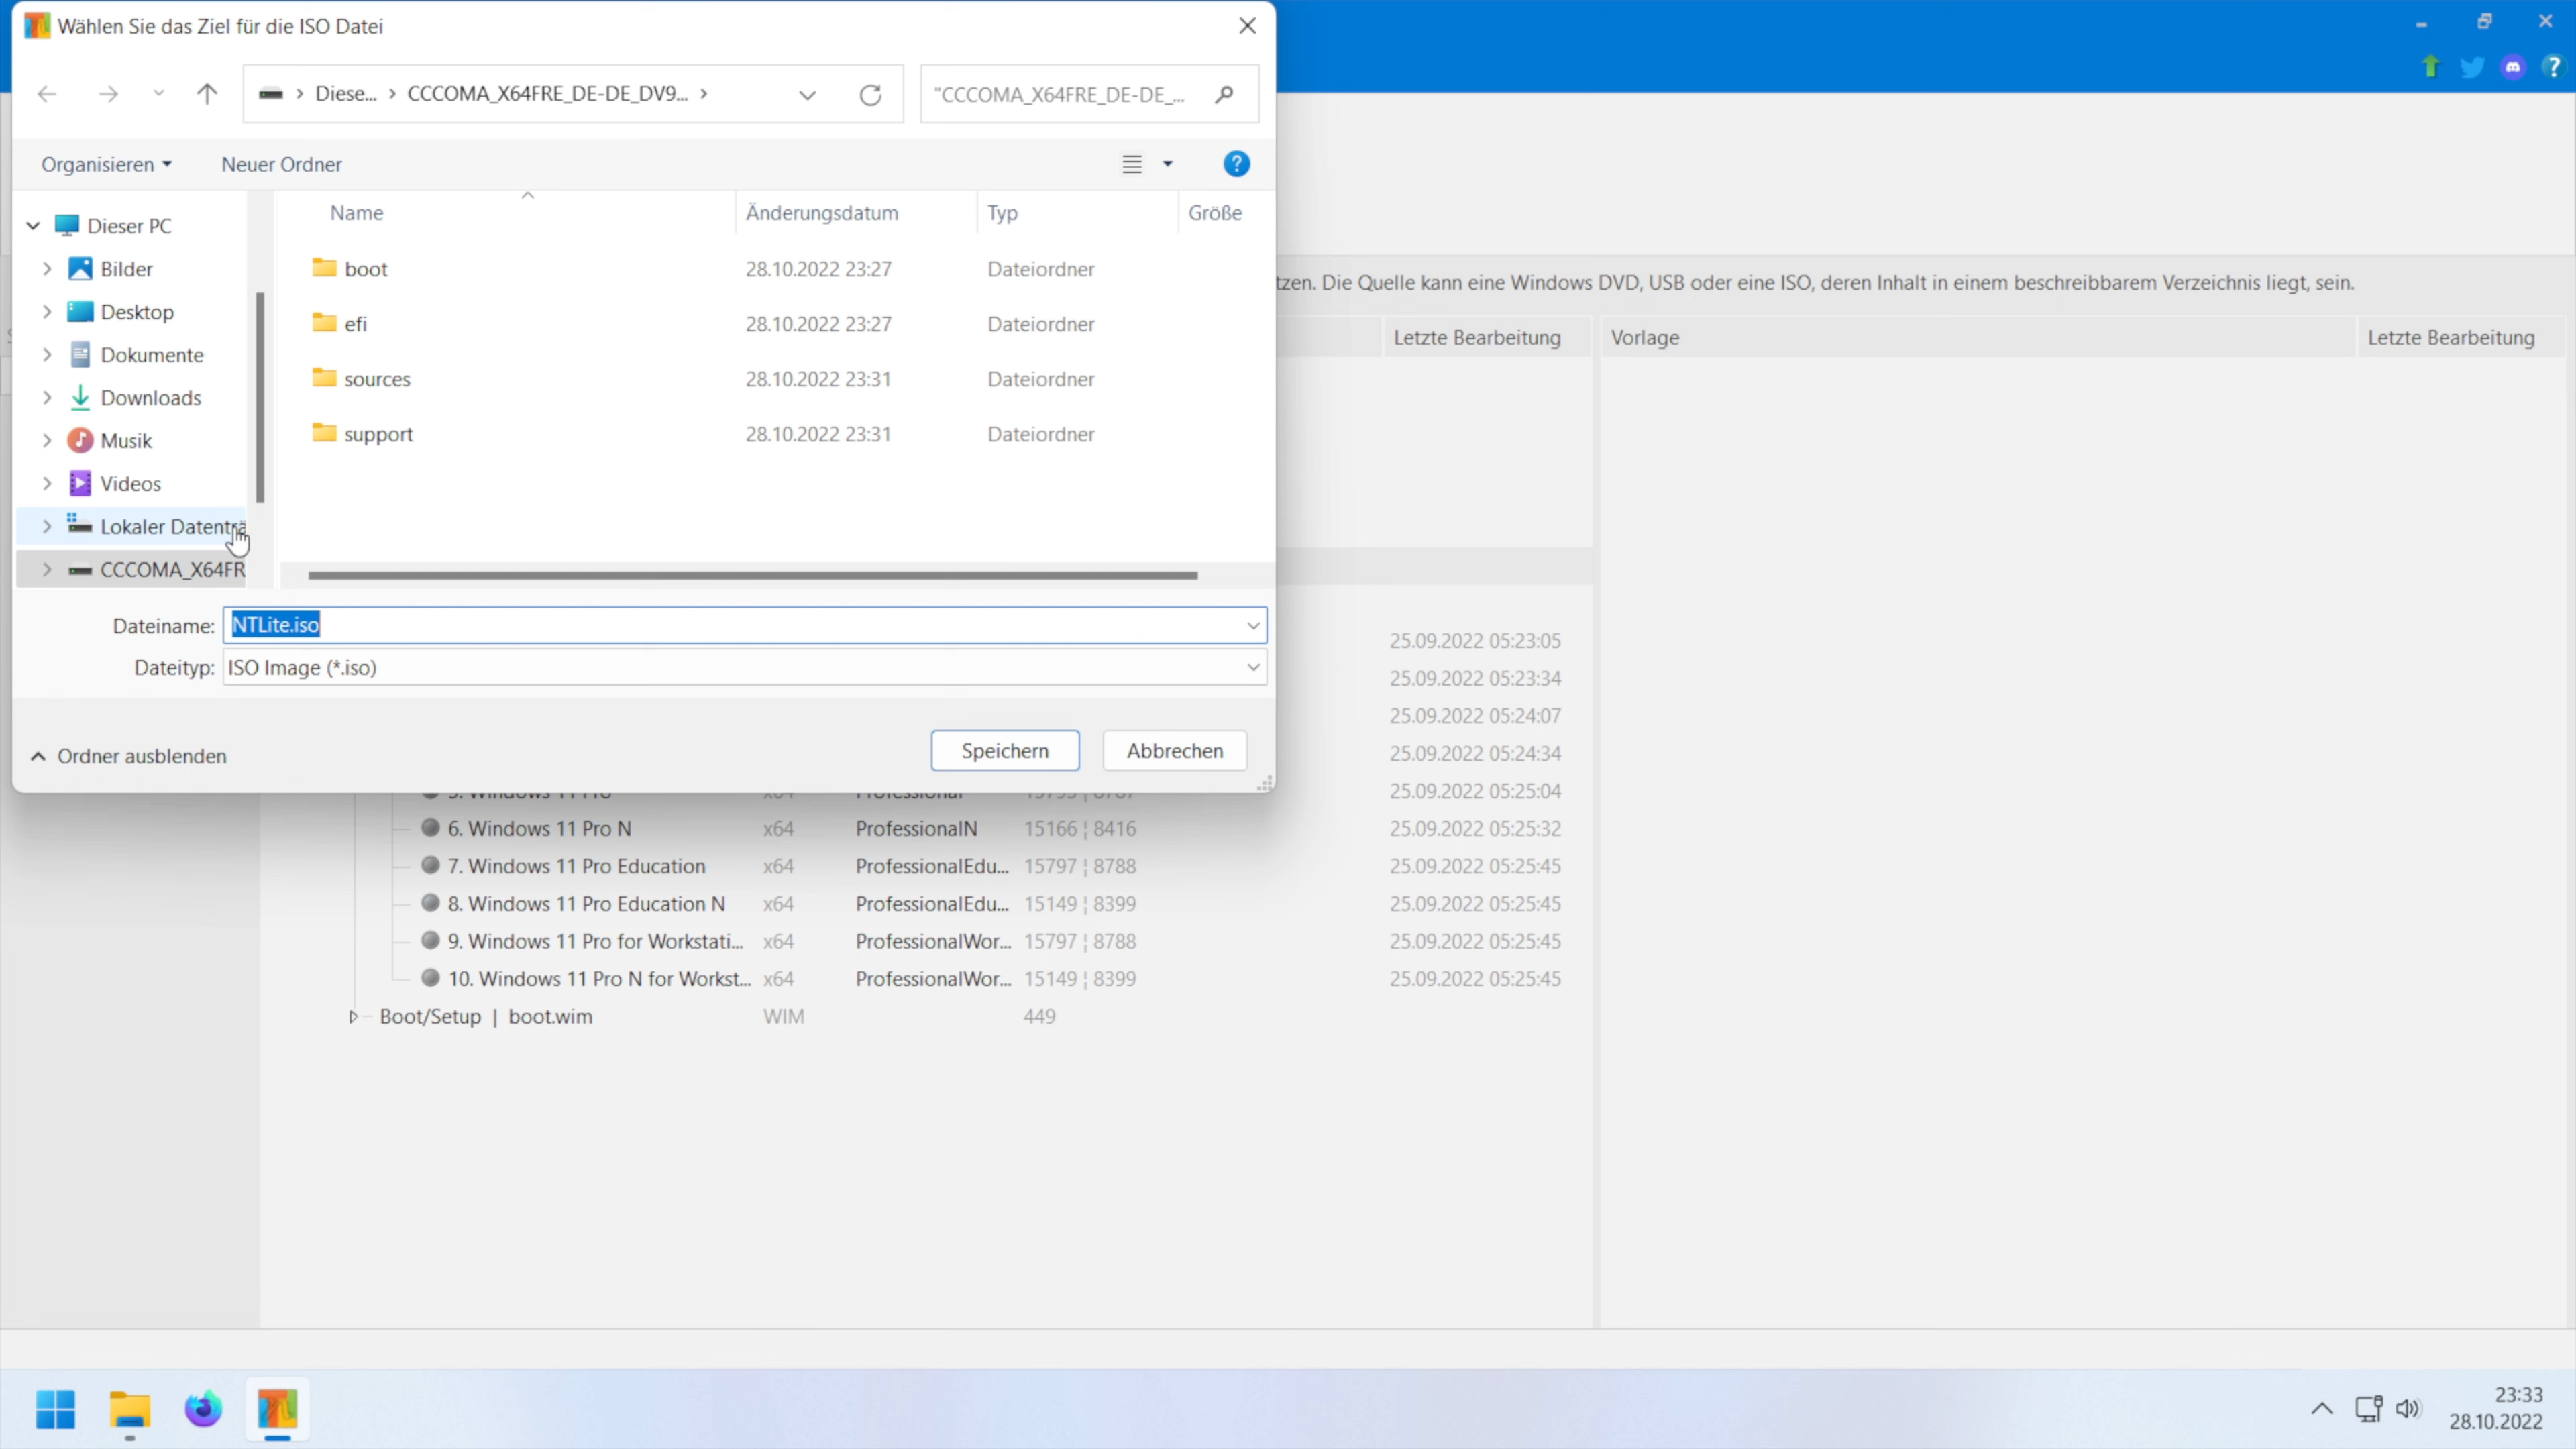 Wählen Sie das Ziel für die ISO Datei
Diese... › CCCOMA_X64FRE_DE-DE_DV9... ›
"CCCOMA_X64FRE_DE-DE_...
Organisieren
Neuer Ordner
Name
Änderungsdatum
Typ
Größe
Dieser PC
Bilder
Desktop
Dokumente
Downloads
Musik
Videos
Lokaler Datenträ
CCCOMA_X64FR
boot 28.10.2022 23:27 Dateiordner
efi 28.10.2022 23:27 Dateiordner
sources 28.10.2022 23:31 Dateiordner
support 28.10.2022 23:31 Dateiordner
Dateiname: NTLite.iso
Dateityp: ISO Image (*.iso)
Ordner ausblenden
Speichern
Abbrechen
tzen. Die Quelle kann eine Windows DVD, USB oder eine ISO, deren Inhalt in einem beschreibbarem Verzeichnis liegt, sein.
Letzte Bearbeitung
Vorlage
Letzte Bearbeitung
25.09.2022 05:23:05
25.09.2022 05:23:34
25.09.2022 05:24:07
25.09.2022 05:24:34
25.09.2022 05:25:04
6. Windows 11 Pro N x64 ProfessionalN 15166 ¦ 8416 25.09.2022 05:25:32
7. Windows 11 Pro Education x64 ProfessionalEdu... 15797 ¦ 8788 25.09.2022 05:25:45
8. Windows 11 Pro Education N x64 ProfessionalEdu... 15149 ¦ 8399 25.09.2022 05:25:45
9. Windows 11 Pro for Workstati... x64 ProfessionalWor... 15797 ¦ 8788 25.09.2022 05:25:45
10. Windows 11 Pro N for Workst... x64 ProfessionalWor... 15149 ¦ 8399 25.09.2022 05:25:45
Boot/Setup | boot.wim WIM 449
23:33
28.10.2022